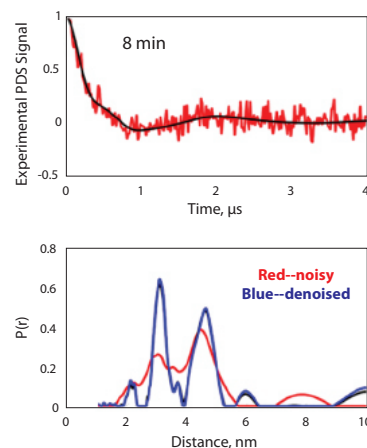 1
8 min
0.5
0
-0.5
Experimental PDS Signal
0 1 2 3 4
Time, µs
0.8
Red--noisy
Blue--denoised
0.6
0.4
0.2
0
P(r)
0 2 4 6 8 10
Distance, nm